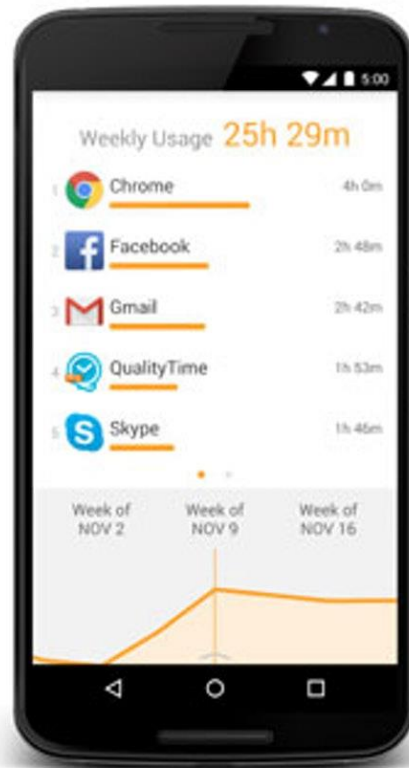 5:00
Weekly Usage 25h 29m
1 Chrome 4h 0m
2 Facebook 2h 48m
3 Gmail 2h 42m
4 QualityTime 1h 53m
5 Skype 1h 46m
Week of Week of Week of
NOV 2 NOV 9 NOV 16